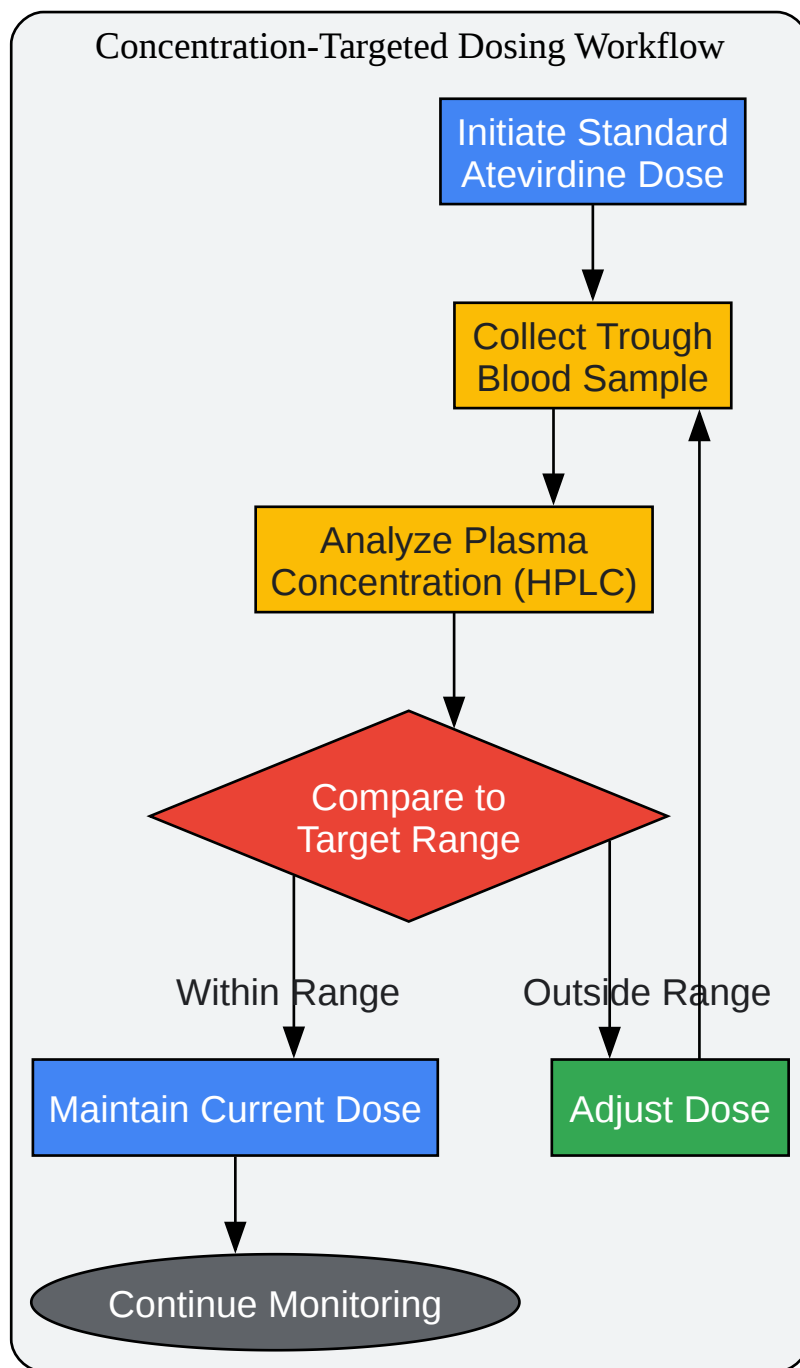 Concentration-Targeted Dosing Workflow
Initiate Standard
Atevirdine Dose
Collect Trough
Blood Sample
Analyze Plasma
Concentration (HPLC)
Compare to
Target Range
Within Range
Outside Range
Maintain Current Dose
Adjust Dose
Continue Monitoring